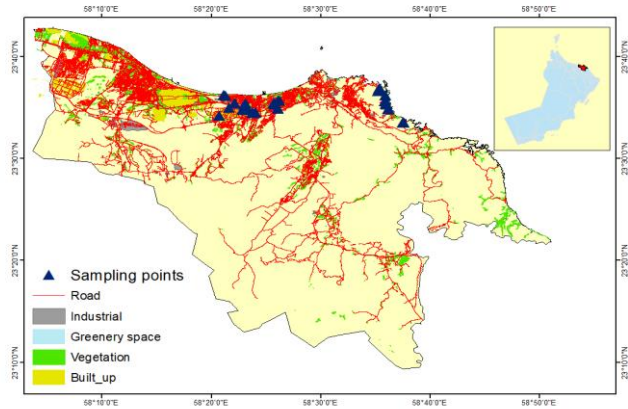 58°10'0"E 58°20'0"E 58°30'0"E 58°40'0"E 58°50'0"E
23°40'0"N 23°40'0"N
23°30'0"N 23°30'0"N
23°20'0"N 23°20'0"N
23°10'0"N 23°10'0"N
Sampling points
Road
Industrial
Greenery space
Vegetation
Built_up
58°10'0"E 58°20'0"E 58°30'0"E 58°40'0"E 58°50'0"E